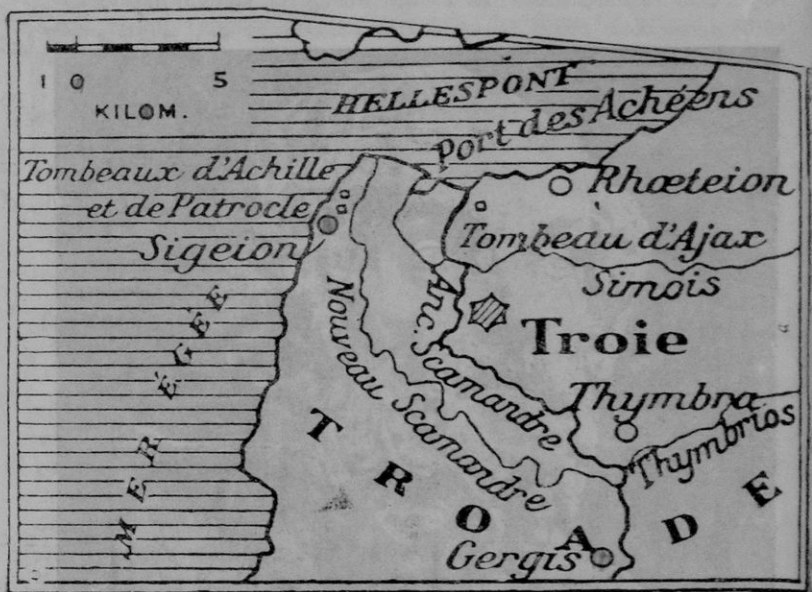 1 0 5
KILOM.
HELLESPONT
Port des Achéens
Tombeaux d'Achille
et de Patrocle
Rhœteion
Sigeion
Tombeau d'Ajax
Simois
Troie
Nouveau Scamandre
Anc. Scamandre
Thymbra
Thymbrios
MER ÉGÉE
TROADE
Gergis